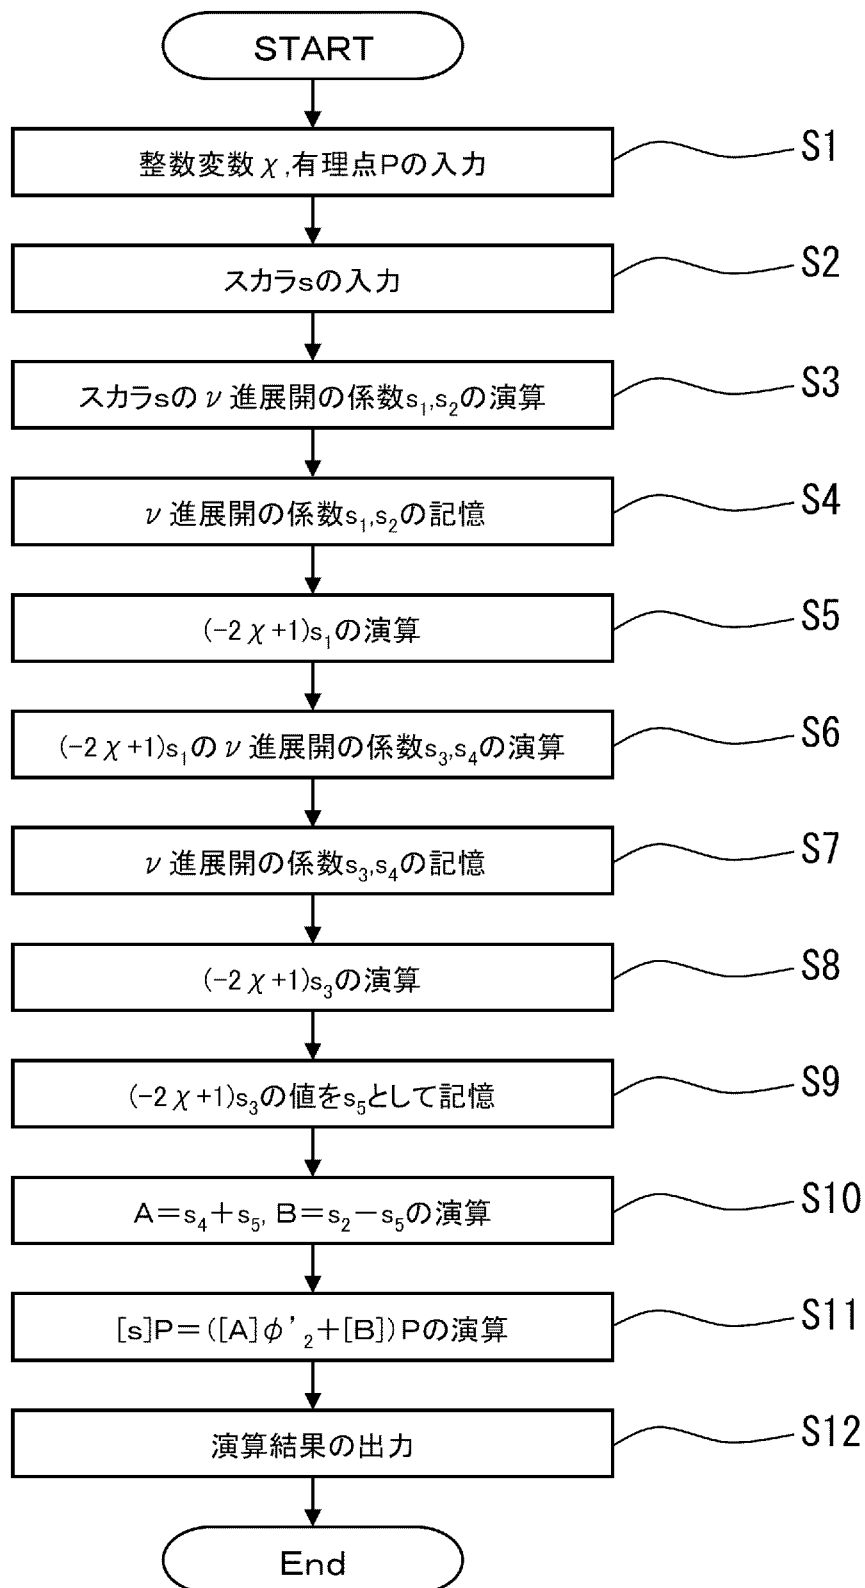 START
整数変数χ,有理点Pの入力
S1
スカラsの入力
S2
スカラsのν進展開の係数s₁,s₂の演算
S3
ν進展開の係数s₁,s₂の記憶
S4
(-2χ+1)s₁の演算
S5
(-2χ+1)s₁のν進展開の係数s₃,s₄の演算
S6
ν進展開の係数s₃,s₄の記憶
S7
(-2χ+1)s₃の演算
S8
(-2χ+1)s₃の値をs₅として記憶
S9
A=s₄+s₅, B=s₂-s₅の演算
S10
[s]P=([A]φ'₂+[B])Pの演算
S11
演算結果の出力
S12
End